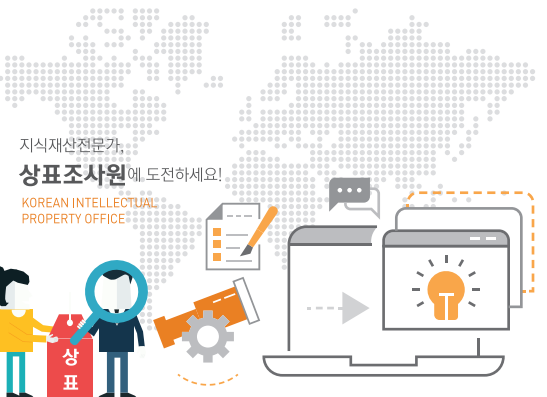 지식재산전문가,
상표조사원에 도전하세요!
KOREAN INTELLECTUAL
PROPERTY OFFICE
상
표